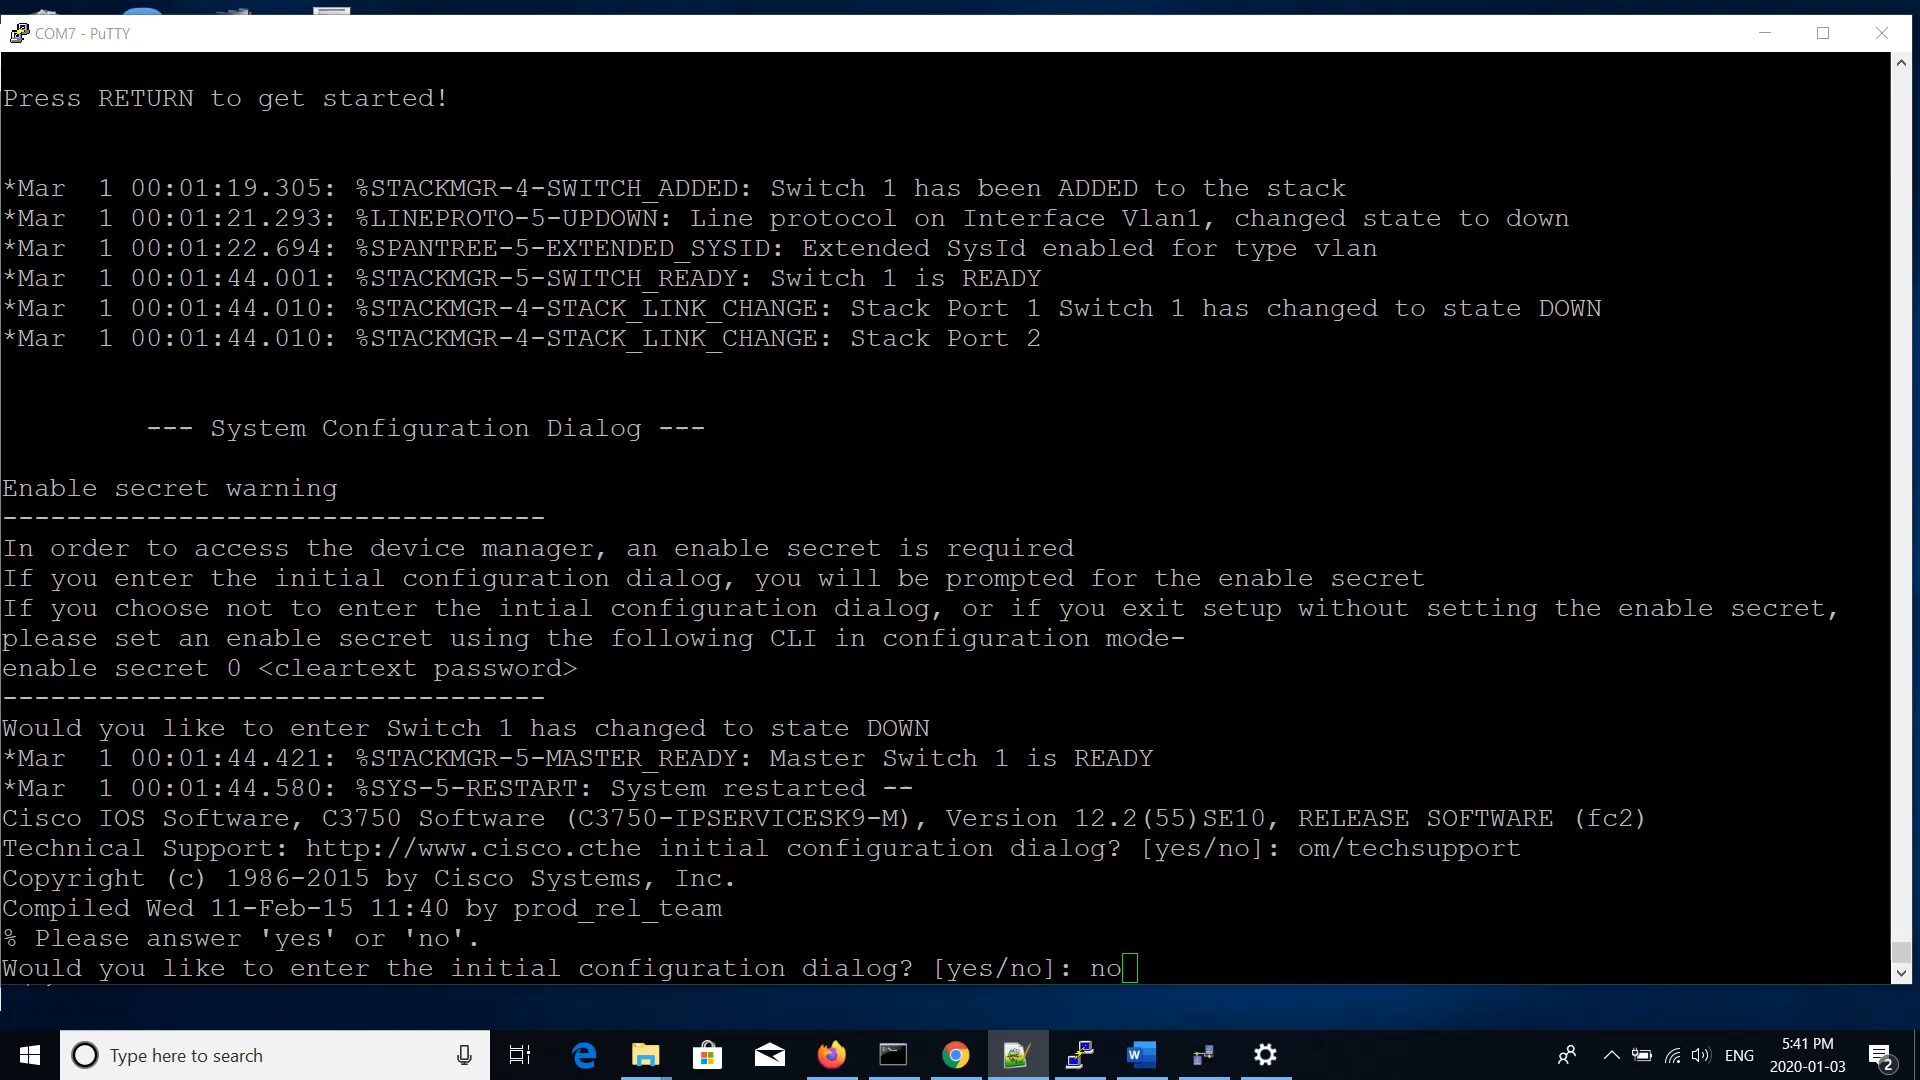 COM7 - PuTTY
Press RETURN to get started!
*Mar  1 00:01:19.305: %STACKMGR-4-SWITCH_ADDED: Switch 1 has been ADDED to the stack
*Mar  1 00:01:21.293: %LINEPROTO-5-UPDOWN: Line protocol on Interface Vlan1, changed state to down
*Mar  1 00:01:22.694: %SPANTREE-5-EXTENDED_SYSID: Extended SysId enabled for type vlan
*Mar  1 00:01:44.001: %STACKMGR-5-SWITCH_READY: Switch 1 is READY
*Mar  1 00:01:44.010: %STACKMGR-4-STACK_LINK_CHANGE: Stack Port 1 Switch 1 has changed to state DOWN
*Mar  1 00:01:44.010: %STACKMGR-4-STACK_LINK_CHANGE: Stack Port 2
--- System Configuration Dialog ---
Enable secret warning
----------------------------------
In order to access the device manager, an enable secret is required
If you enter the initial configuration dialog, you will be prompted for the enable secret
If you choose not to enter the intial configuration dialog, or if you exit setup without setting the enable secret,
please set an enable secret using the following CLI in configuration mode-
enable secret 0 <cleartext password>
----------------------------------
Would you like to enter Switch 1 has changed to state DOWN
*Mar  1 00:01:44.421: %STACKMGR-5-MASTER_READY: Master Switch 1 is READY
*Mar  1 00:01:44.580: %SYS-5-RESTART: System restarted --
Cisco IOS Software, C3750 Software (C3750-IPSERVICESK9-M), Version 12.2(55)SE10, RELEASE SOFTWARE (fc2)
Technical Support: http://www.cisco.cthe initial configuration dialog? [yes/no]: om/techsupport
Copyright (c) 1986-2015 by Cisco Systems, Inc.
Compiled Wed 11-Feb-15 11:40 by prod_rel_team
% Please answer 'yes' or 'no'.
Would you like to enter the initial configuration dialog? [yes/no]: no
Type here to search
ENG
5:41 PM
2020-01-03
2